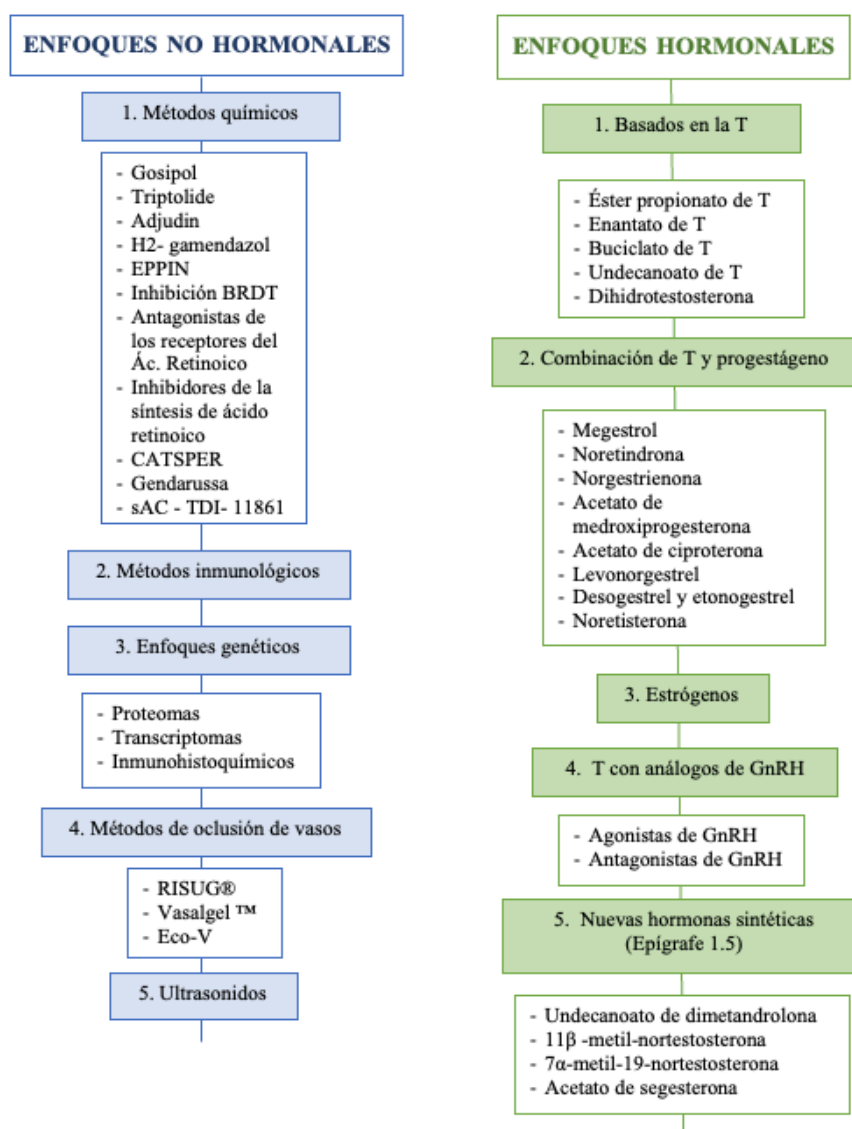 ENFOQUES NO HORMONALES
1. Métodos químicos
- Gosipol
- Triptolide
- Adjudin
- H2- gamendazol
- EPPIN
- Inhibición BRDT
- Antagonistas de
los receptores del
Ác. Retinoico
- Inhibidores de la
síntesis de ácido
retinoico
- CATSPER
- Gendarussa
- sAC - TDI- 11861
2. Métodos inmunológicos
3. Enfoques genéticos
- Proteomas
- Transcriptomas
- Inmunohistoquímicos
4. Métodos de oclusión de vasos
- RISUG®
- Vasalgel ™
- Eco-V
5. Ultrasonidos
ENFOQUES HORMONALES
1. Basados en la T
- Éster propionato de T
- Enantato de T
- Buciclato de T
- Undecanoato de T
- Dihidrotestosterona
2. Combinación de T y progestágeno
- Megestrol
- Noretindrona
- Norgestrienona
- Acetato de
medroxiprogesterona
- Acetato de ciproterona
- Levonorgestrel
- Desogestrel y etonogestrel
- Noretisterona
3. Estrógenos
4. T con análogos de GnRH
- Agonistas de GnRH
- Antagonistas de GnRH
5. Nuevas hormonas sintéticas
(Epígrafe 1.5)
- Undecanoato de dimetandrolona
- 11β -metil-nortestosterona
- 7α-metil-19-nortestosterona
- Acetato de segesterona